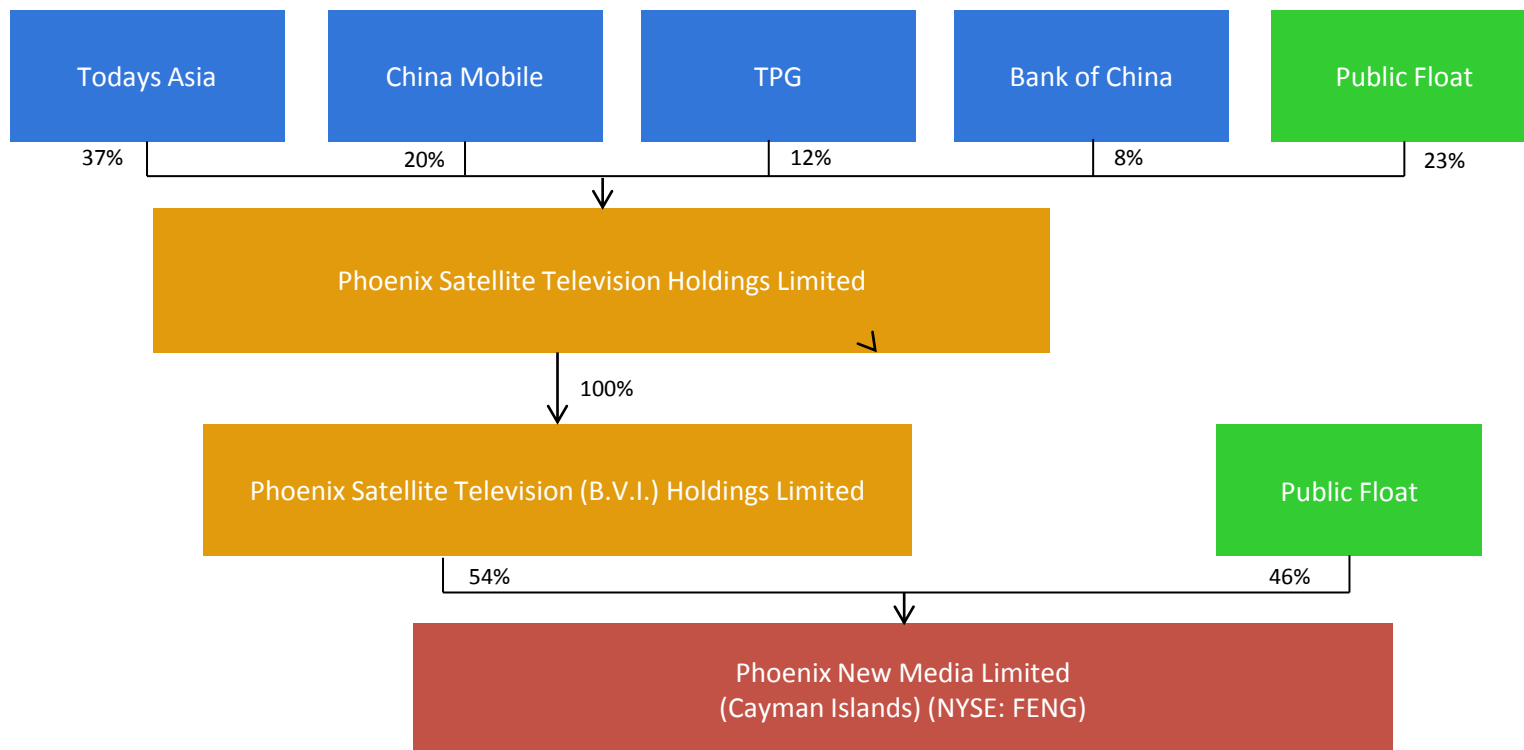 Todays Asia
China Mobile
TPG
Bank of China
Public Float
37%
20%
12%
8%
23%
Phoenix Satellite Television Holdings Limited
100%
Phoenix Satellite Television (B.V.I.) Holdings Limited
Public Float
54%
46%
Phoenix New Media Limited
(Cayman Islands) (NYSE: FENG)